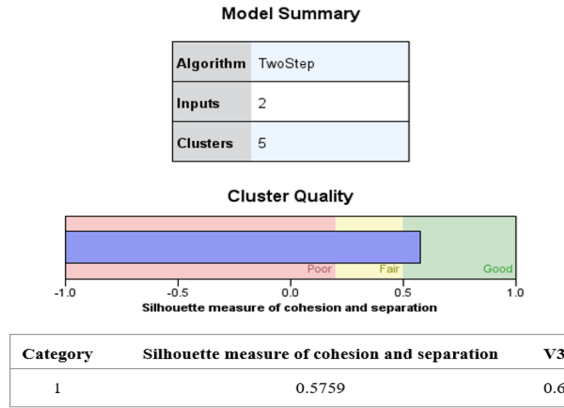 Model Summary
Algorithm TwoStep
Inputs 2
Clusters 5
Cluster Quality
Poor Fair Good
-1.0 -0.5 0.0 0.5 1.0
Silhouette measure of cohesion and separation
Category Silhouette measure of cohesion and separation V3
1 0.5759 0.6